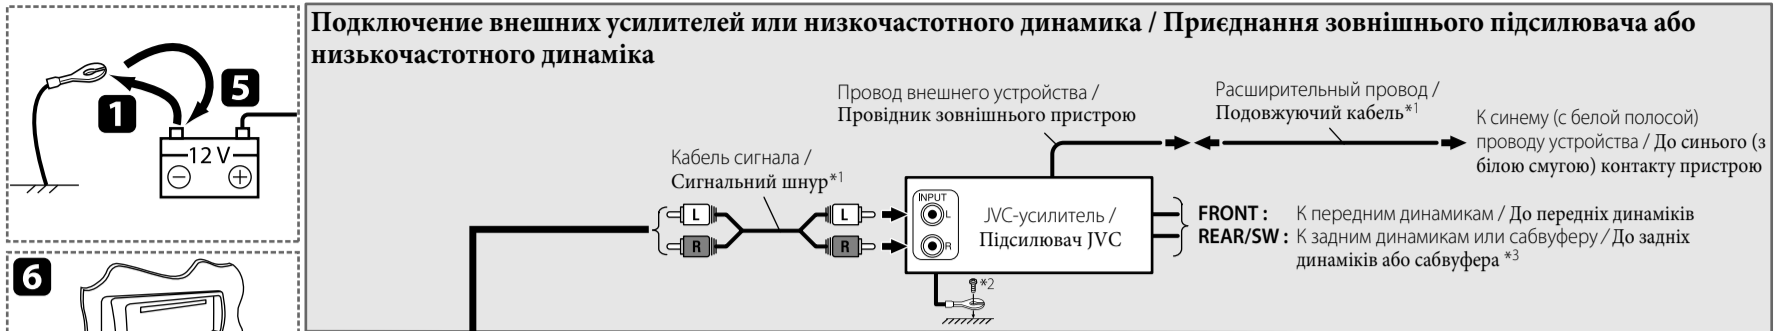 1
5
12 V
6
Подключение внешних усилителей или низкочастотного динамика / Приєднання зовнішнього підсилювача або
низькочастотного динаміка
Кабель сигнала /
Сигнальний шнур*1
L
R
L
R
INPUT
L
R
JVC-усилитель /
Підсилювач JVC
*2
Провод внешнего устройства /
Провідник зовнішнього пристрою
Расширительный провод /
Подовжуючий кабель*1
К синему (с белой полосой)
проводу устройства / До синього (з
білою смугою) контакту пристрою
FRONT : К передним динамикам / До передніх динаміків
REAR/SW : К задним динамикам или сабвуферу / До задніх
динаміків або сабвуфера *3